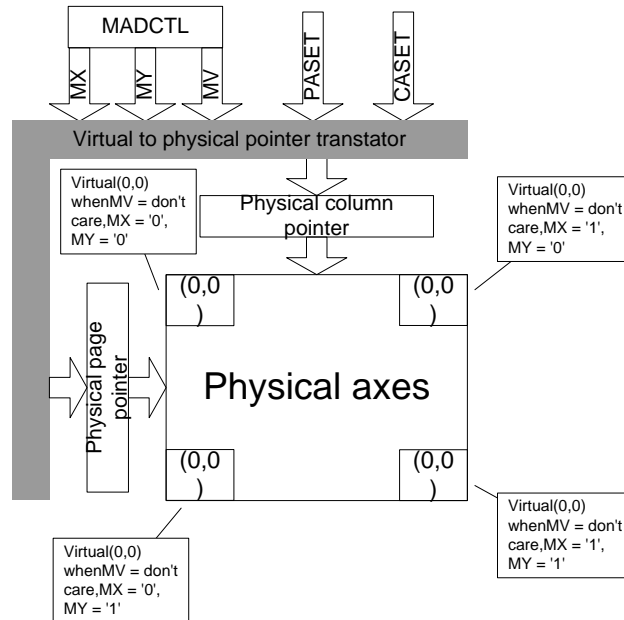 MADCTL
MX
MY
MV
PASET
CASET
Virtual to physical pointer transtator
Virtual(0,0)
whenMV = don't
care,MX = '0',
MY = '0'
Physical column
pointer
Virtual(0,0)
whenMV = don't
care,MX = '1',
MY = '0'
(0,0
)
(0,0
)
Physical page
pointer
Physical axes
(0,0
)
(0,0
)
Virtual(0,0)
whenMV = don't
care,MX = '0',
MY = '1'
Virtual(0,0)
whenMV = don't
care,MX = '1',
MY = '1'